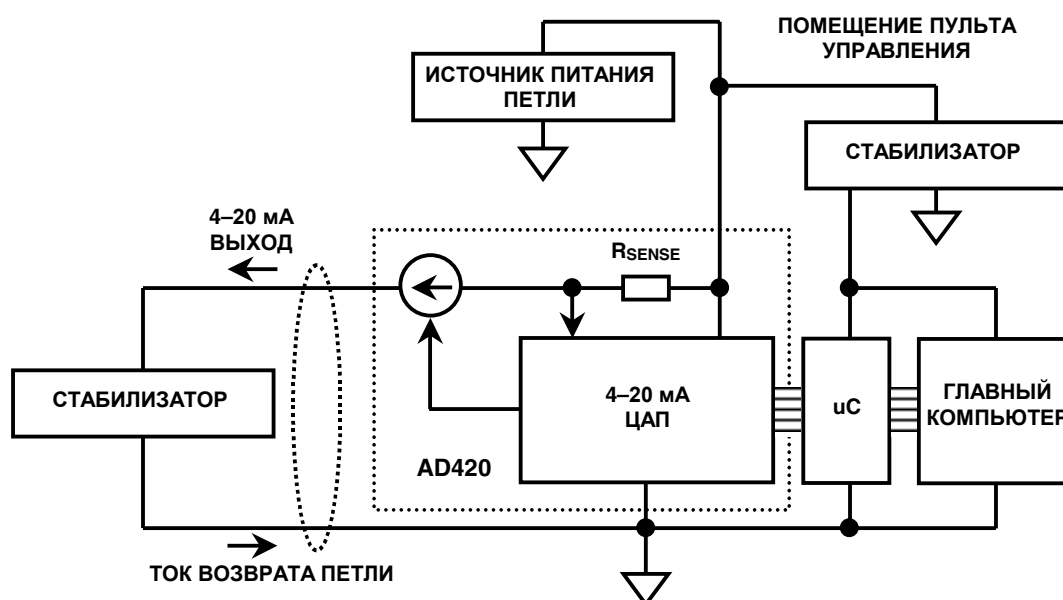 ПОМЕЩЕНИЕ ПУЛЬТА
УПРАВЛЕНИЯ
ИСТОЧНИК ПИТАНИЯ
ПЕТЛИ
СТАБИЛИЗАТОР
4–20 мА
ВЫХОД
RSENSE
СТАБИЛИЗАТОР
4–20 мА
ЦАП
uC
ГЛАВНЫЙ
КОМПЬЮТЕР
AD420
ТОК ВОЗВРАТА ПЕТЛИ